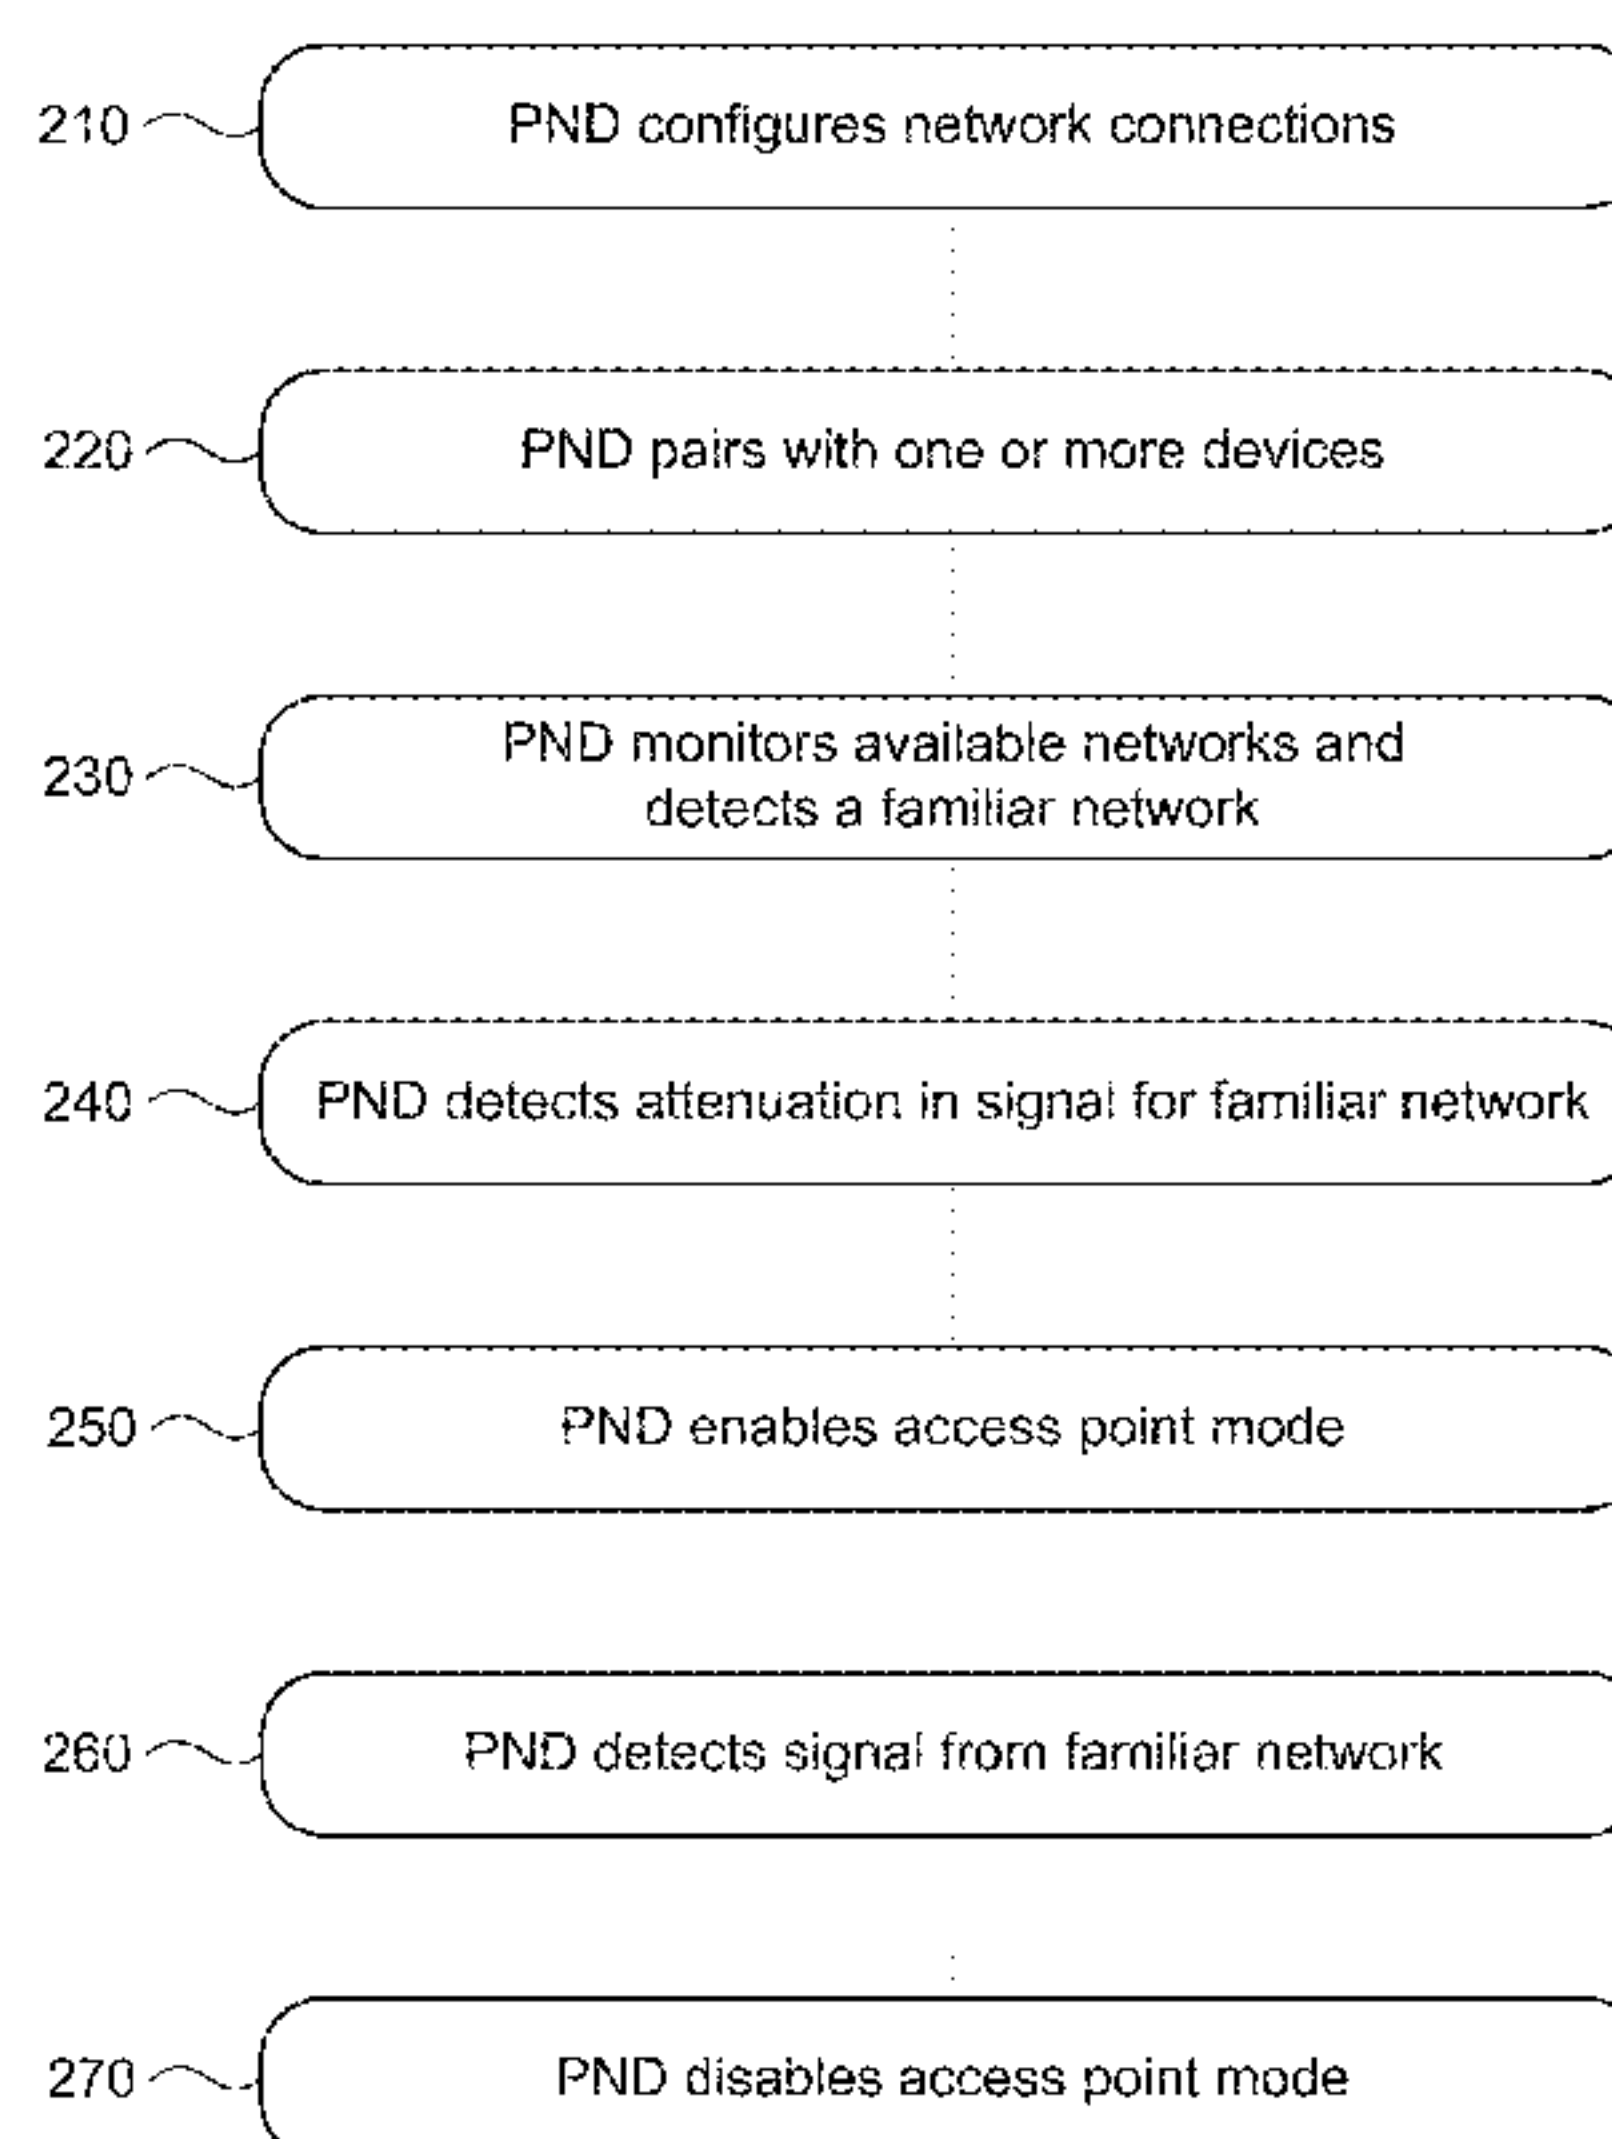 210 PND configures network connections
220 PND pairs with one or more devices
230 PND monitors available networks and
detects a familiar network
240 PND detects attenuation in signal for familiar network
250 PND enables access point mode
260 PND detects signal from familiar network
270 PND disables access point mode